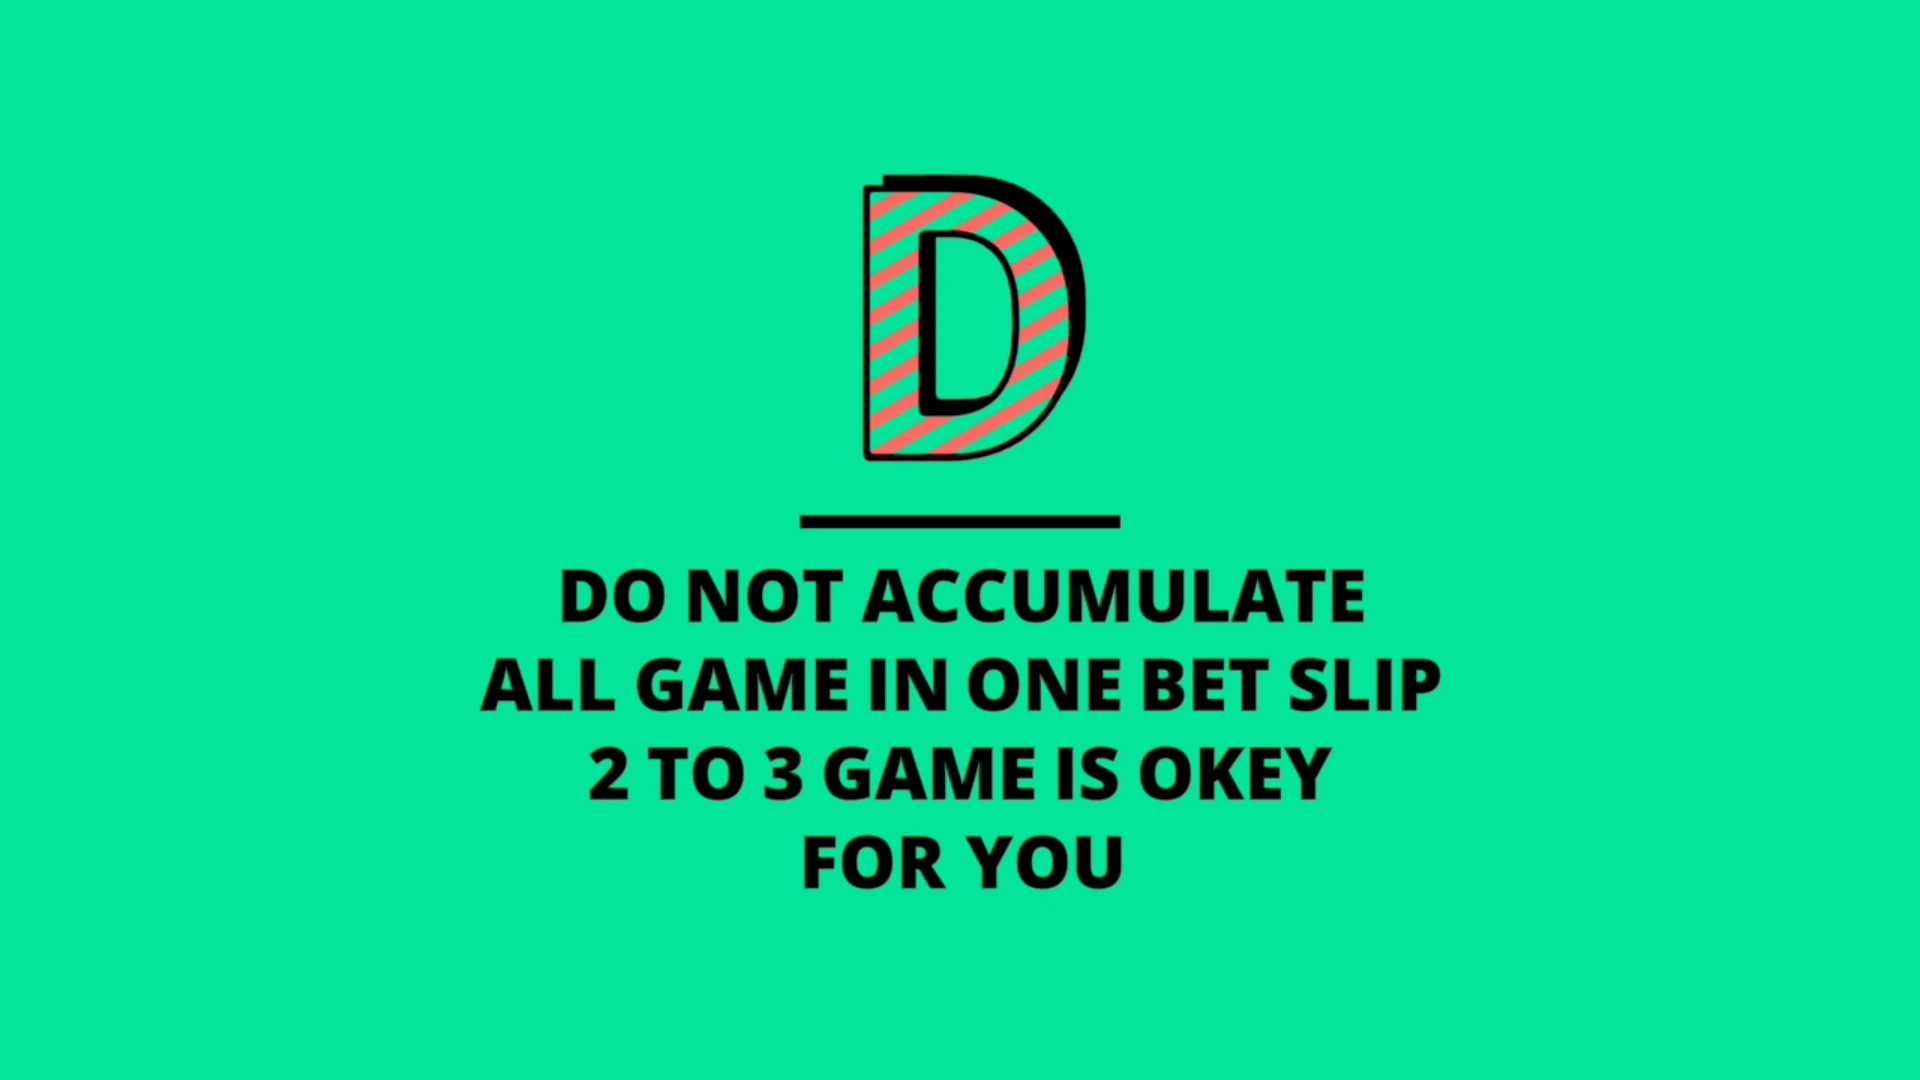 D
DO NOT ACCUMULATE
ALL GAME IN ONE BET SLIP
2 TO 3 GAME IS OKEY
FOR YOU